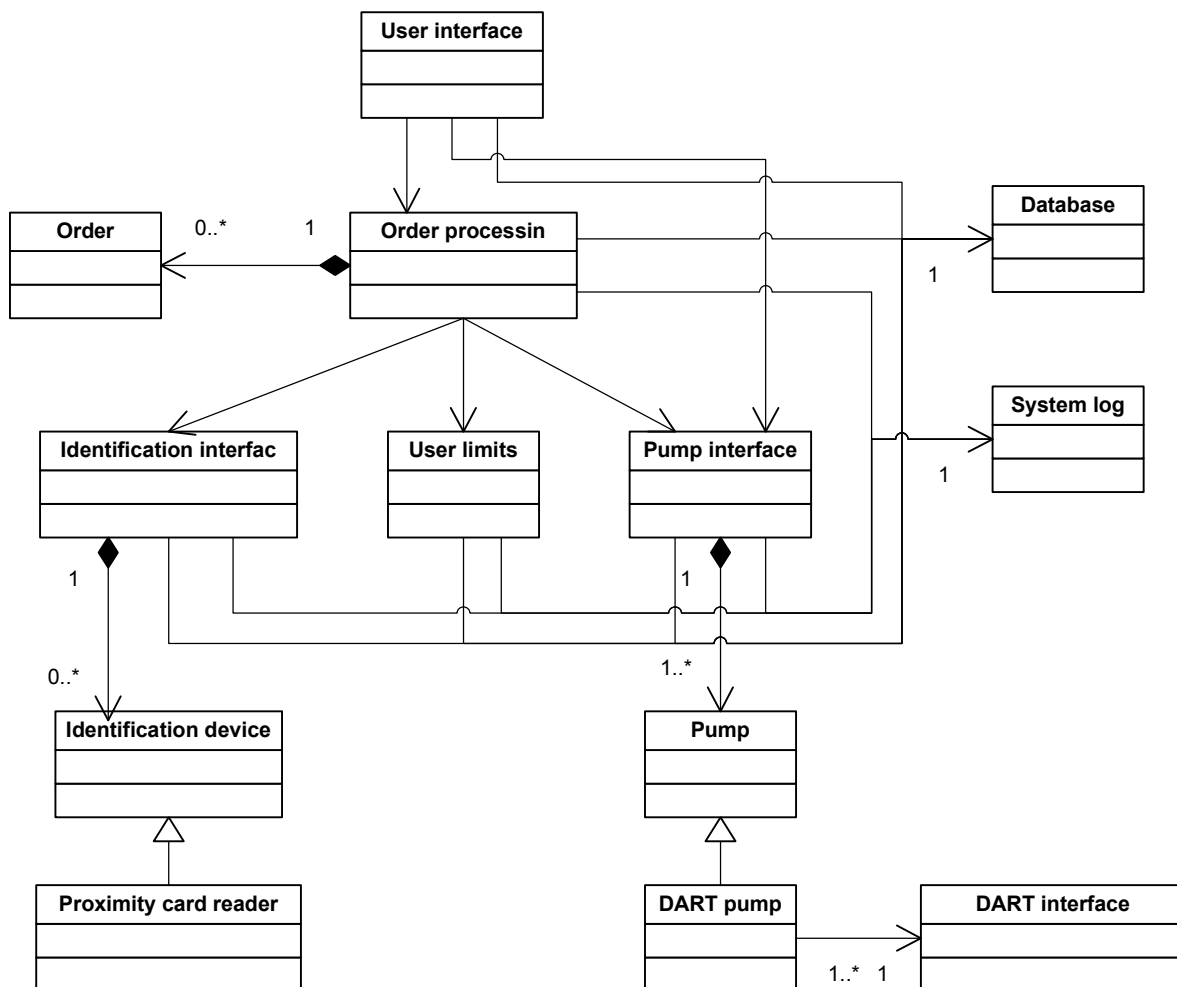 User interface
Order
0..*
1
Order processin
Database
1
System log
1
Identification interfac
User limits
Pump interface
1
1
0..*
1..*
Identification device
Pump
Proximity card reader
DART pump
DART interface
1..* 1